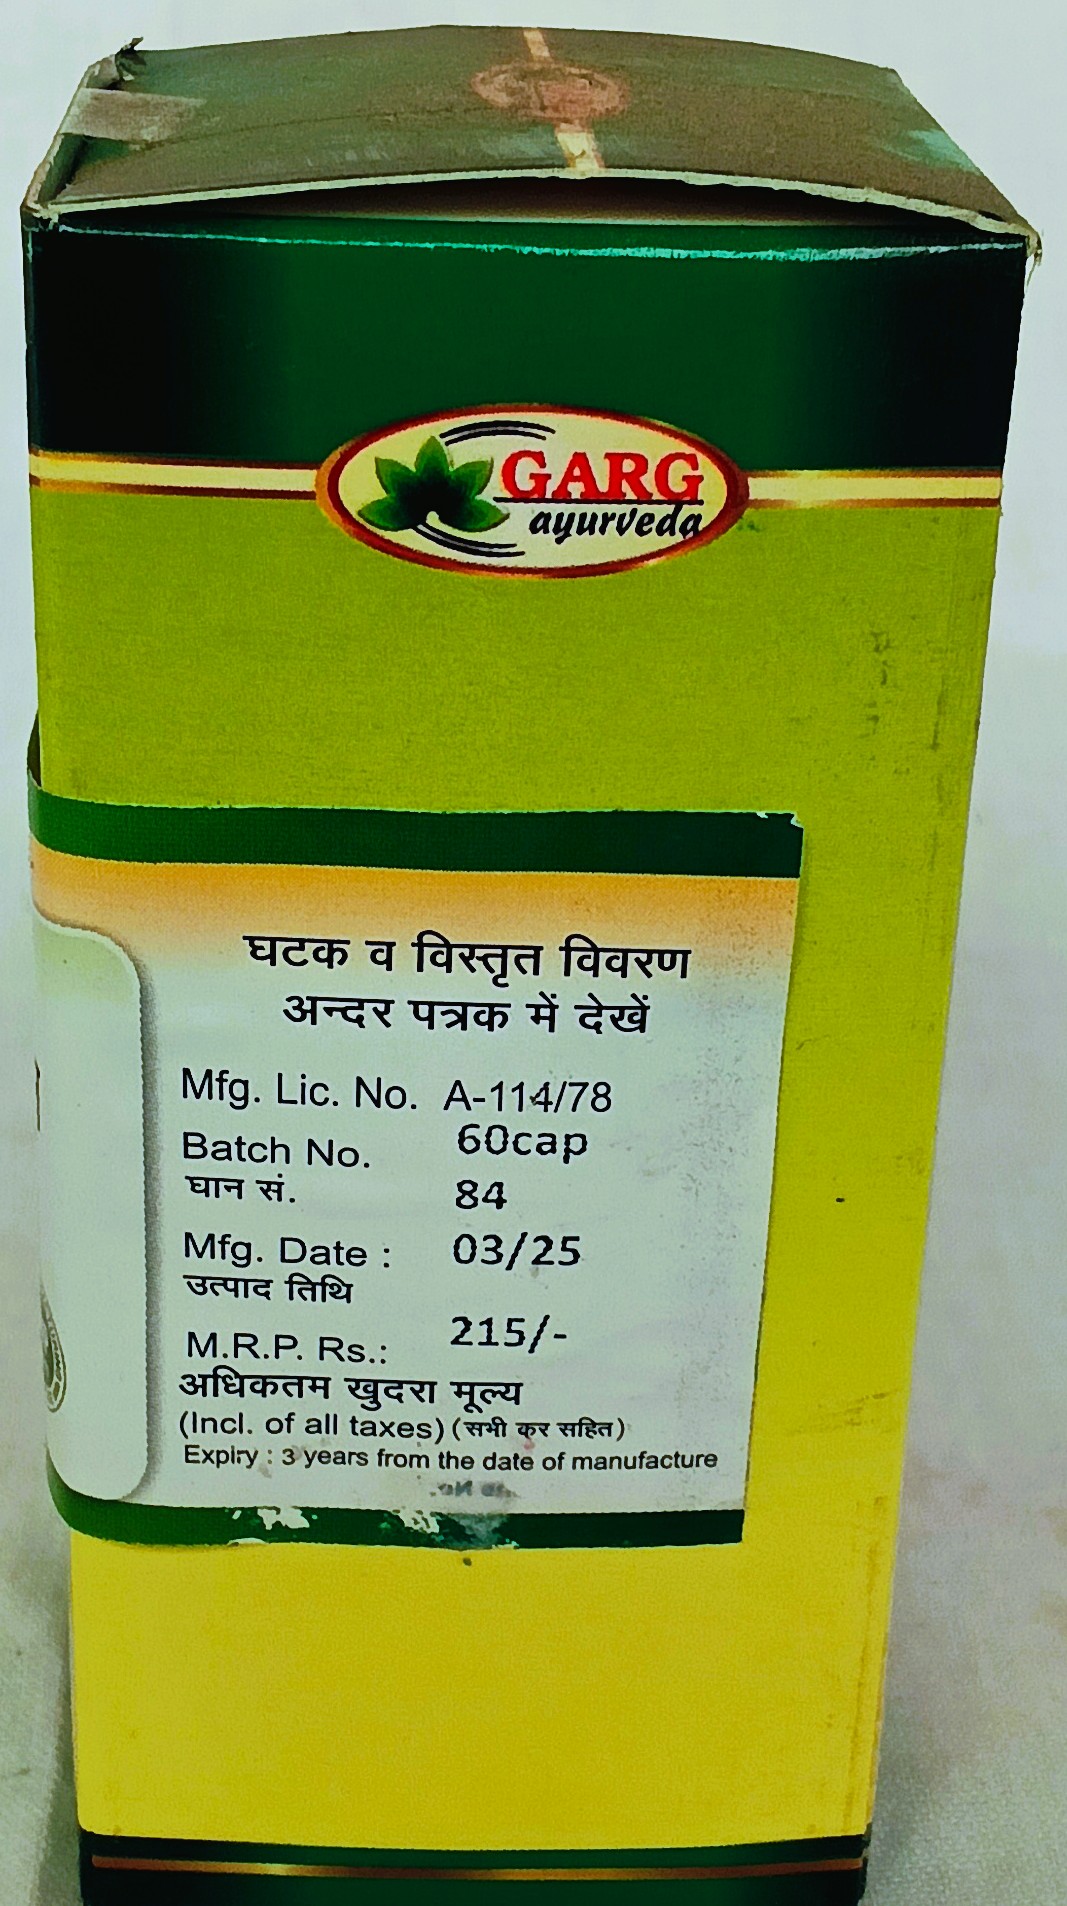 GARG
ayurveda
घटक व विस्तृत विवरण
अन्दर पत्रक में देखें
Mfg. Lic. No. A-114/78
60cap
Batch No.
घान सं. 84
Mfg. Date : 03/25
उत्पाद तिथि
M.R.P. Rs.: 215/-
अधिकतम खुदरा मूल्य
(Incl. of all taxes) (सभी कर सहित)
Expiry : 3 years from the date of manufacture